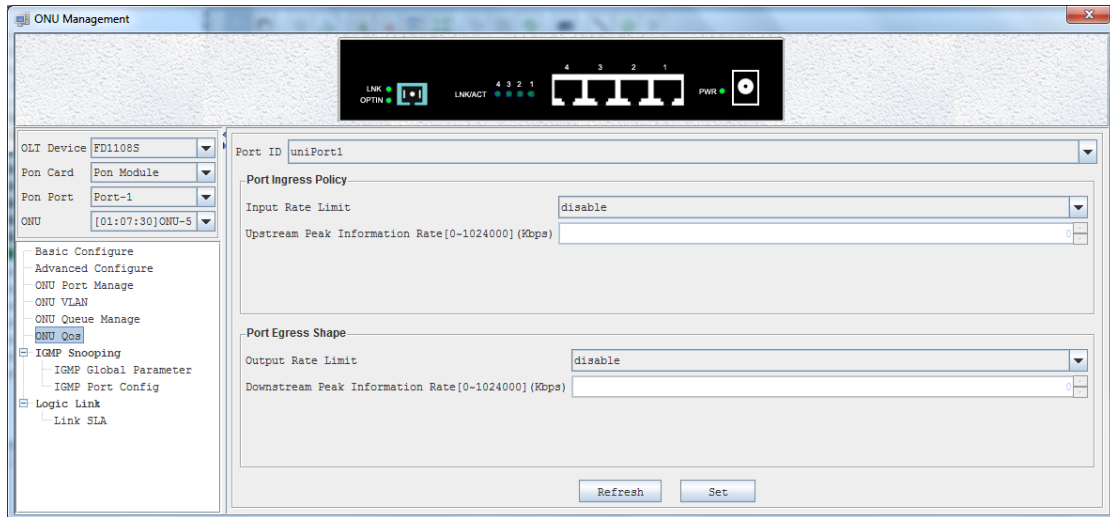 ONU Management
4 3 2 1
LNK
OPTIN
LNK/ACT
4 3 2 1
PWR
OLT Device FD1108S
Pon Card Pon Module
Pon Port Port-1
ONU [01:07:30]ONU-5
Basic Configure
Advanced Configure
ONU Port Manage
ONU VLAN
ONU Queue Manage
ONU Qos
IGMP Snooping
IGMP Global Parameter
IGMP Port Config
Logic Link
Link SLA
Port ID uniPort1
Port Ingress Policy
Input Rate Limit disable
Upstream Peak Information Rate[0~1024000](Kbps) 0
Port Egress Shape
Output Rate Limit disable
Downstream Peak Information Rate[0~1024000](Kbps) 0
Refresh Set